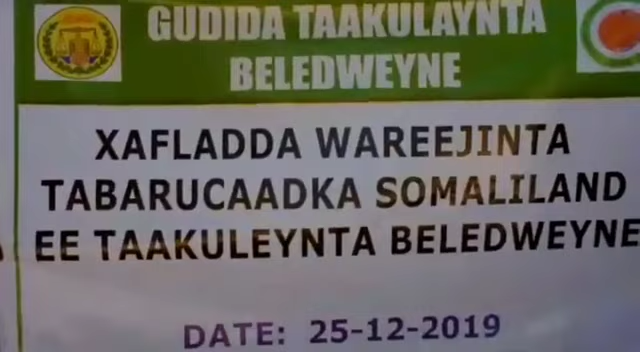 GUDIDA TAAKULAYNTA
BELEDWEYNE
XAFLADDA WAREEJINTA
TABARUCAADKA SOMALILAND
EE TAAKULEYNTA BELEDWEYNE
DATE: 25-12-2019